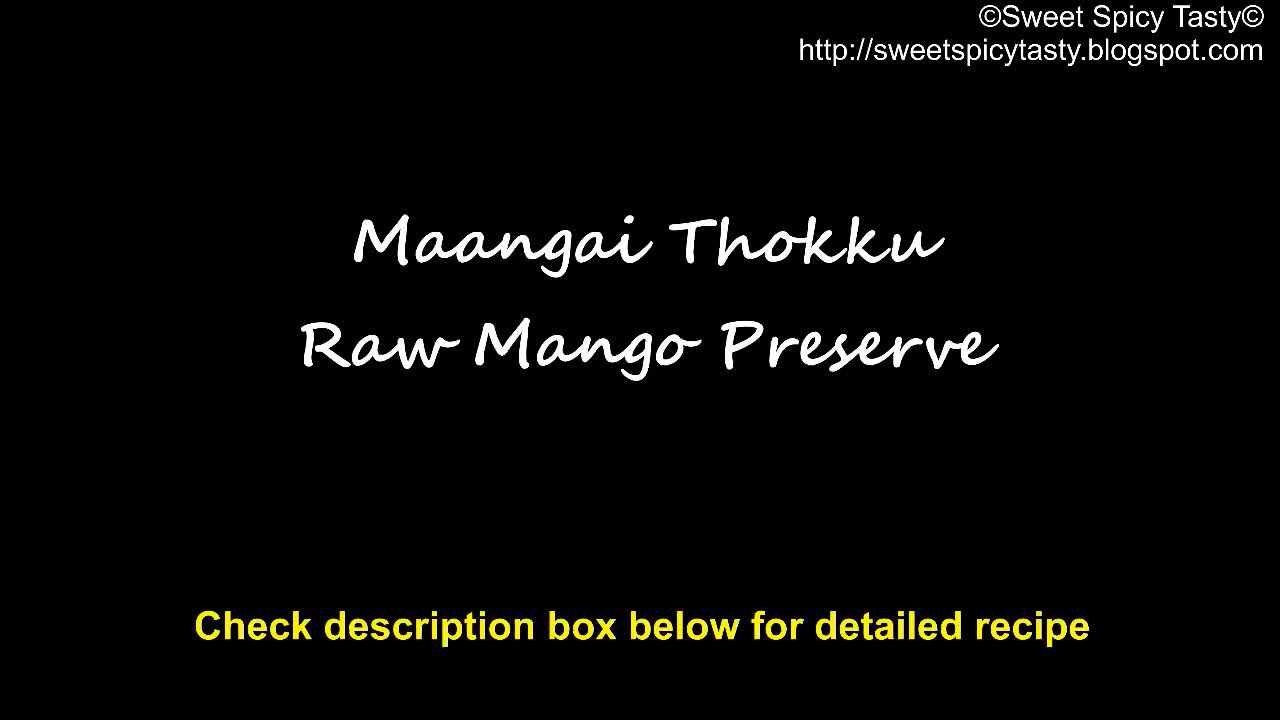 ©Sweet Spicy Tasty©
http://sweetspicytasty.blogspot.com
Maangai Thokku
Raw Mango Preserve
Check description box below for detailed recipe